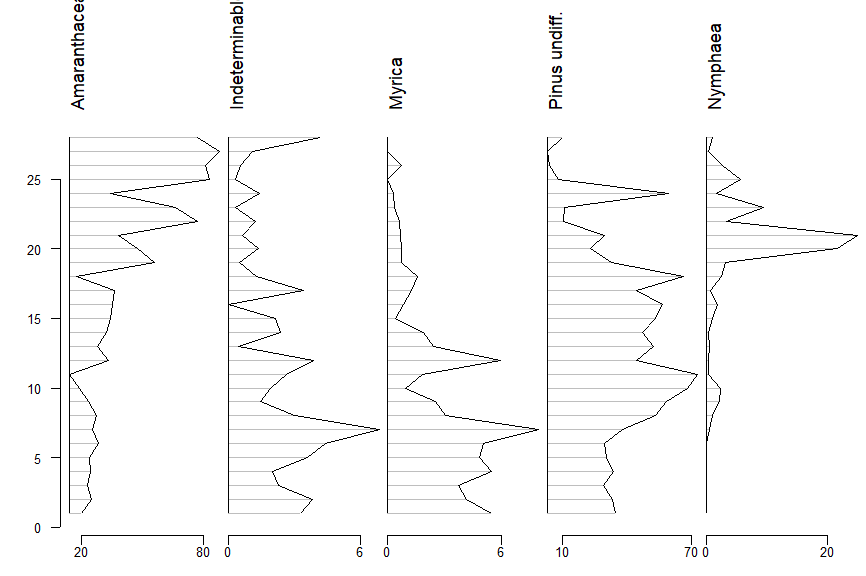 Amaranthacea
Indeterminabl
Myrica
Pinus undiff.
Nymphaea
25
20
15
10
5
0
20 80 0 6 0 6 10 70 0 20